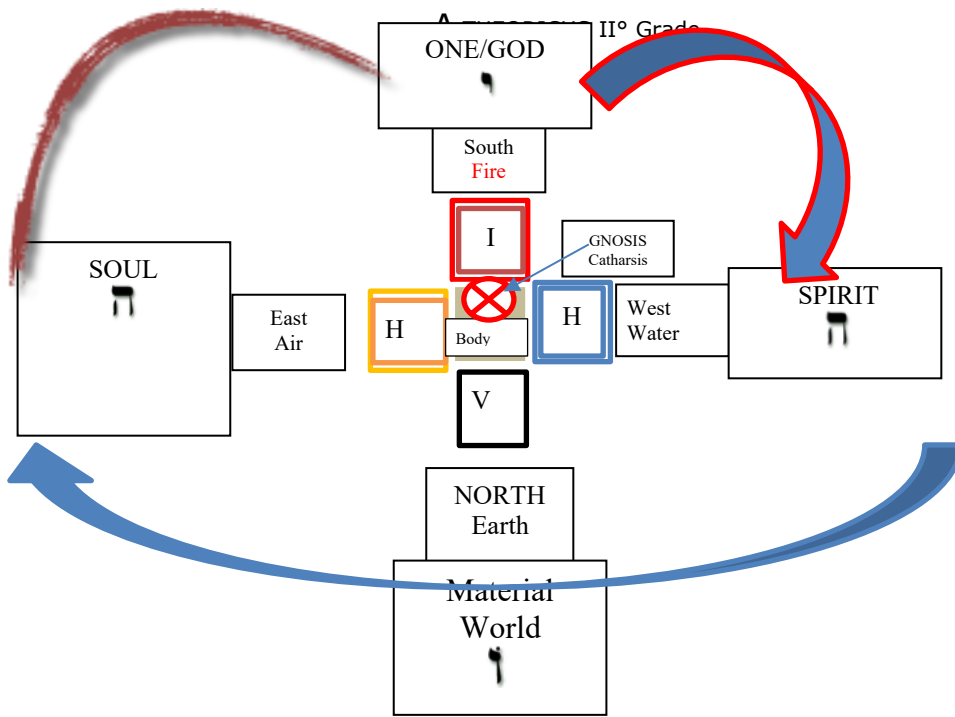 II° Grade
ONE/GOD
י
South
Fire
I
GNOSIS
Catharsis
SOUL
ה
East
Air
H
Body
H
West
Water
SPIRIT
ה
V
NORTH
Earth
Material
World
וֹ